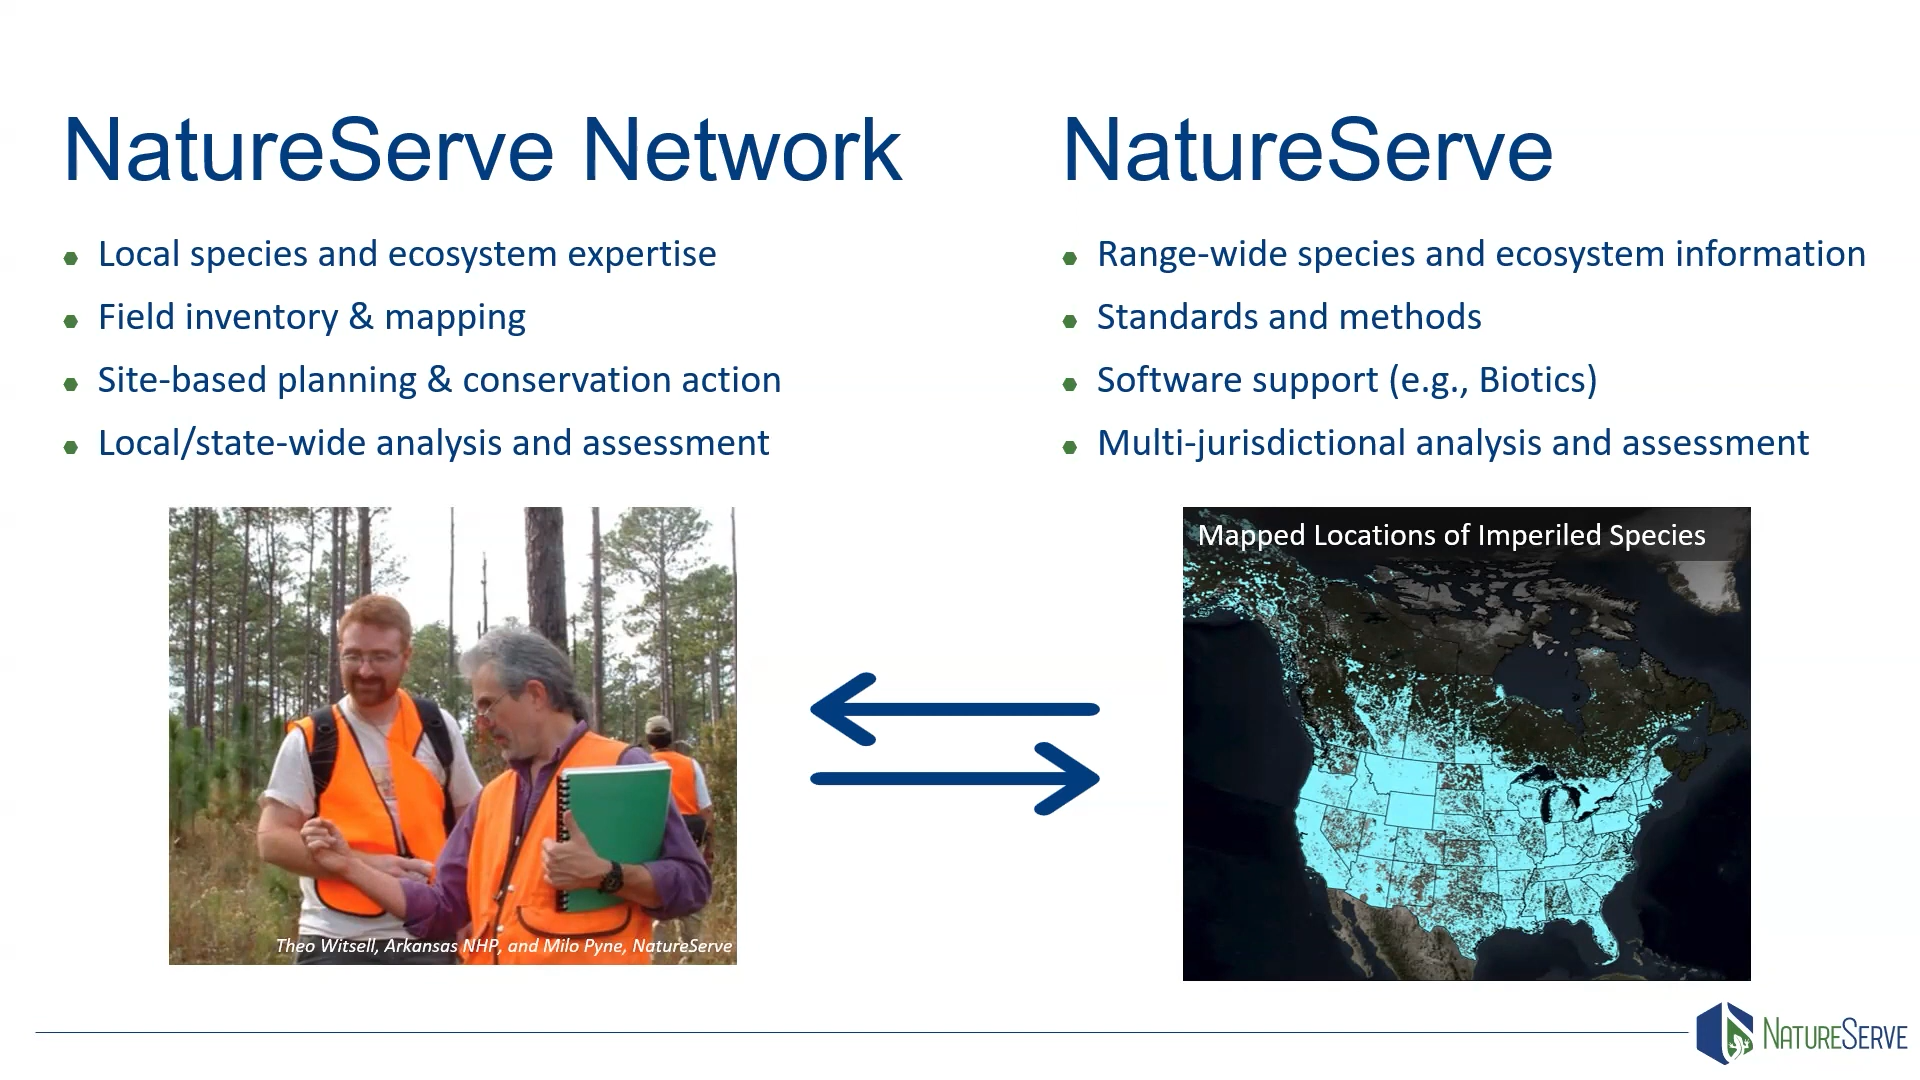 NatureServe Network
Local species and ecosystem expertise
Field inventory & mapping
Site-based planning & conservation action
Local/state-wide analysis and assessment
Theo Witsell, Arkansas NHP, and Milo Pyne, NatureServe
NatureServe
Range-wide species and ecosystem information
Standards and methods
Software support (e.g., Biotics)
Multi-jurisdictional analysis and assessment
Mapped Locations of Imperiled Species
NATURESERVE